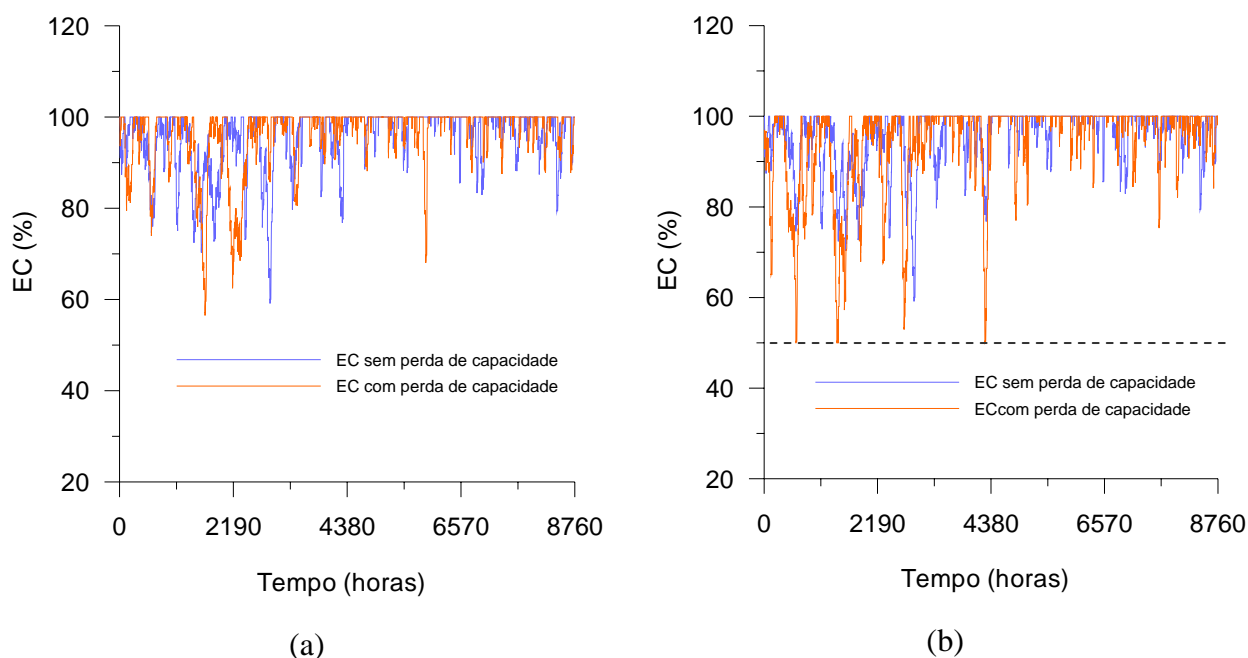 120
100
80
60
40
20
EC (%)
EC sem perda de capacidade
EC com perda de capacidade
0
2190
4380
6570
8760
Tempo (horas)
(a)
120
100
80
60
40
20
EC (%)
EC sem perda de capacidade
ECcom perda de capacidade
0
2190
4380
6570
8760
Tempo (horas)
(b)